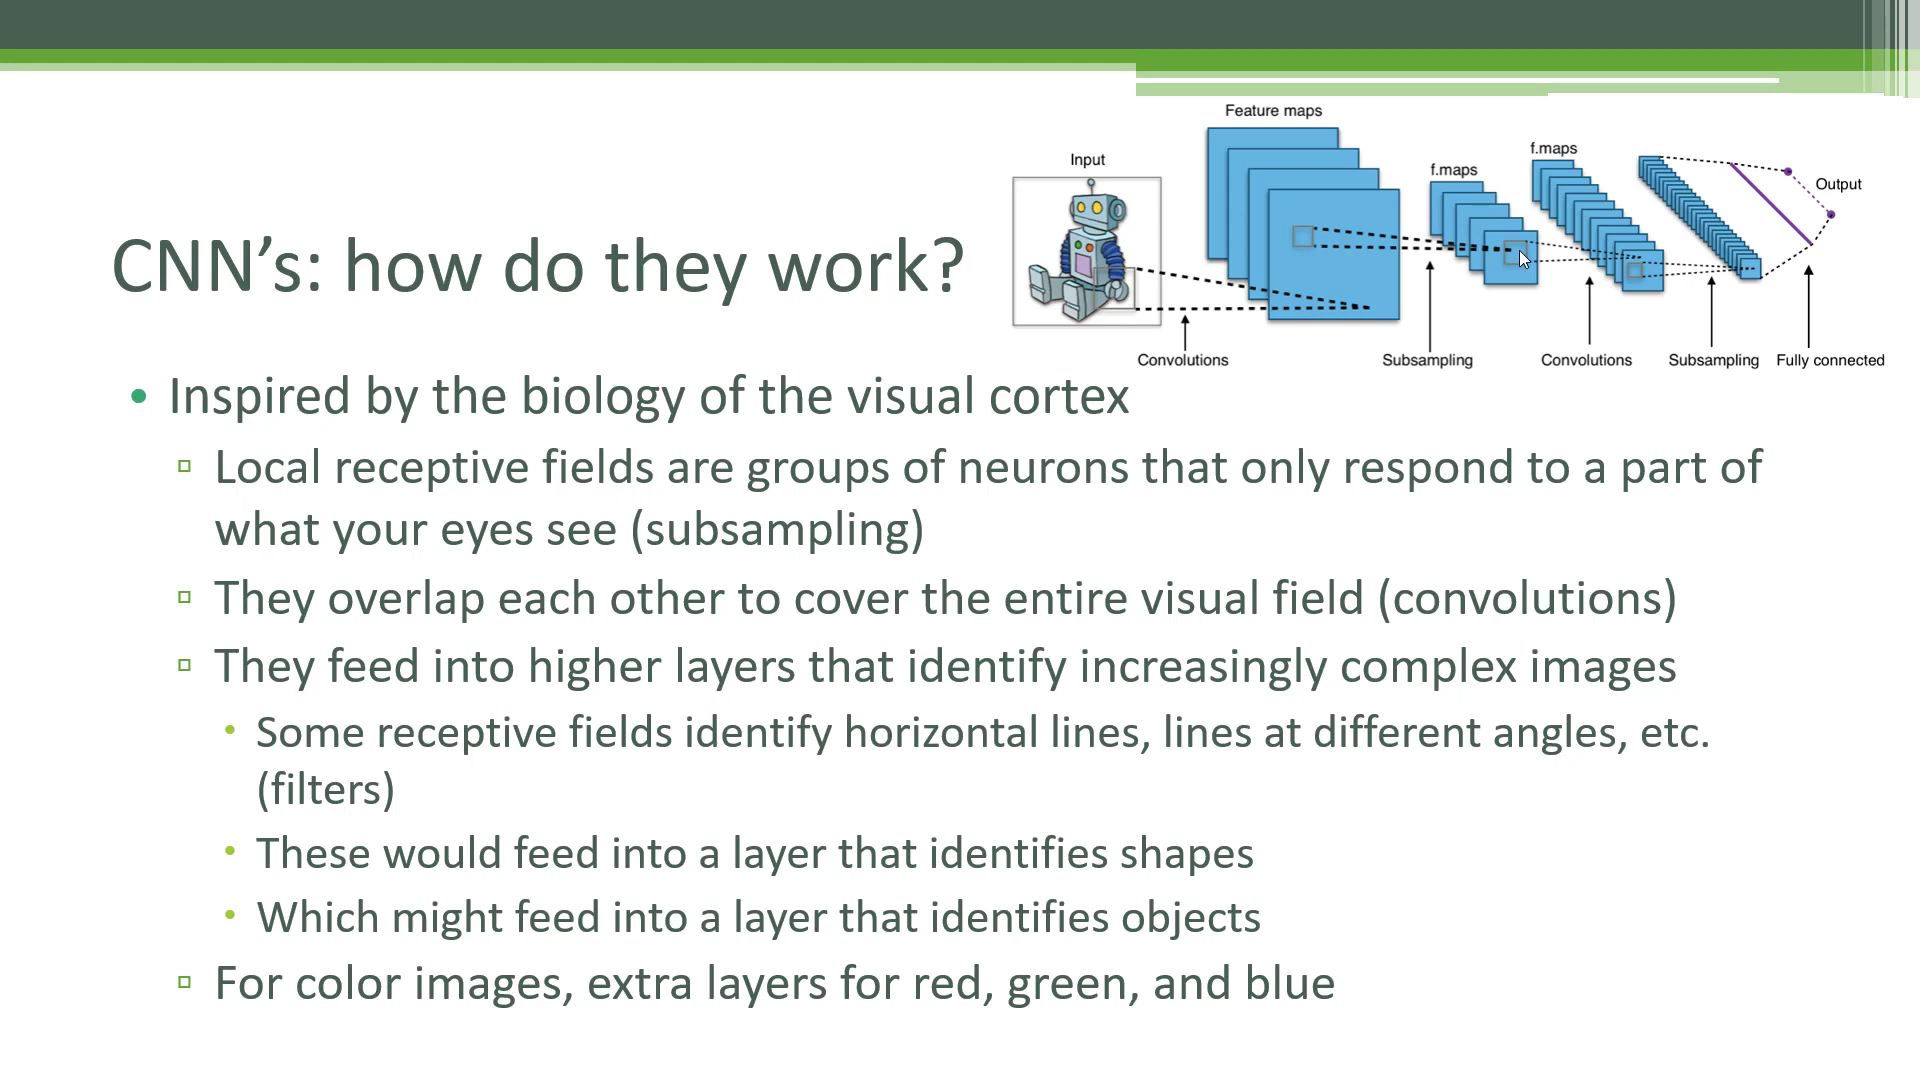 Feature maps
Input
f.maps
f.maps
Output
Convolutions
Subsampling
Convolutions
Subsampling
Fully connected
CNN’s: how do they work?
• Inspired by the biology of the visual cortex
▫ Local receptive fields are groups of neurons that only respond to a part of
what your eyes see (subsampling)
▫ They overlap each other to cover the entire visual field (convolutions)
▫ They feed into higher layers that identify increasingly complex images
• Some receptive fields identify horizontal lines, lines at different angles, etc.
(filters)
• These would feed into a layer that identifies shapes
• Which might feed into a layer that identifies objects
▫ For color images, extra layers for red, green, and blue